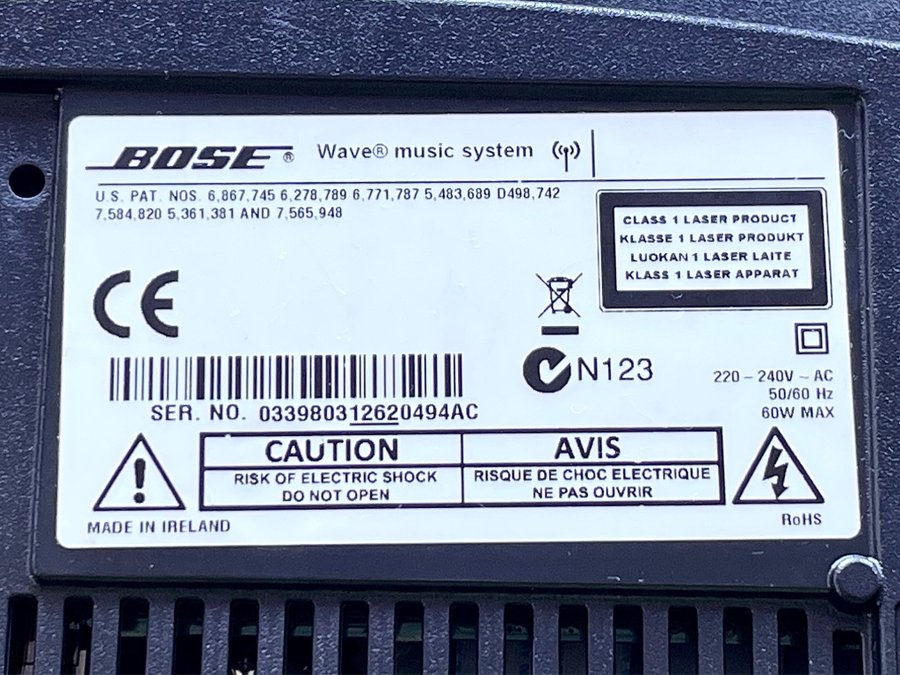 BOSE® Wave® music system
U.S. PAT. NOS. 6,867,745 6,278,789 6,771,787 5,483,689 D498,742
7,584,820 5,361,381 AND 7,565,948
CLASS 1 LASER PRODUCT
KLASSE 1 LASER PRODUKT
LUOKAN 1 LASER LAITE
KLASS 1 LASER APPARAT
CE
N123
220 – 240V ~ AC
50/60 Hz
60W MAX
SER. NO. 033980312620494AC
CAUTION
RISK OF ELECTRIC SHOCK
DO NOT OPEN
AVIS
RISQUE DE CHOC ELECTRIQUE
NE PAS OUVRIR
MADE IN IRELAND
RoHS